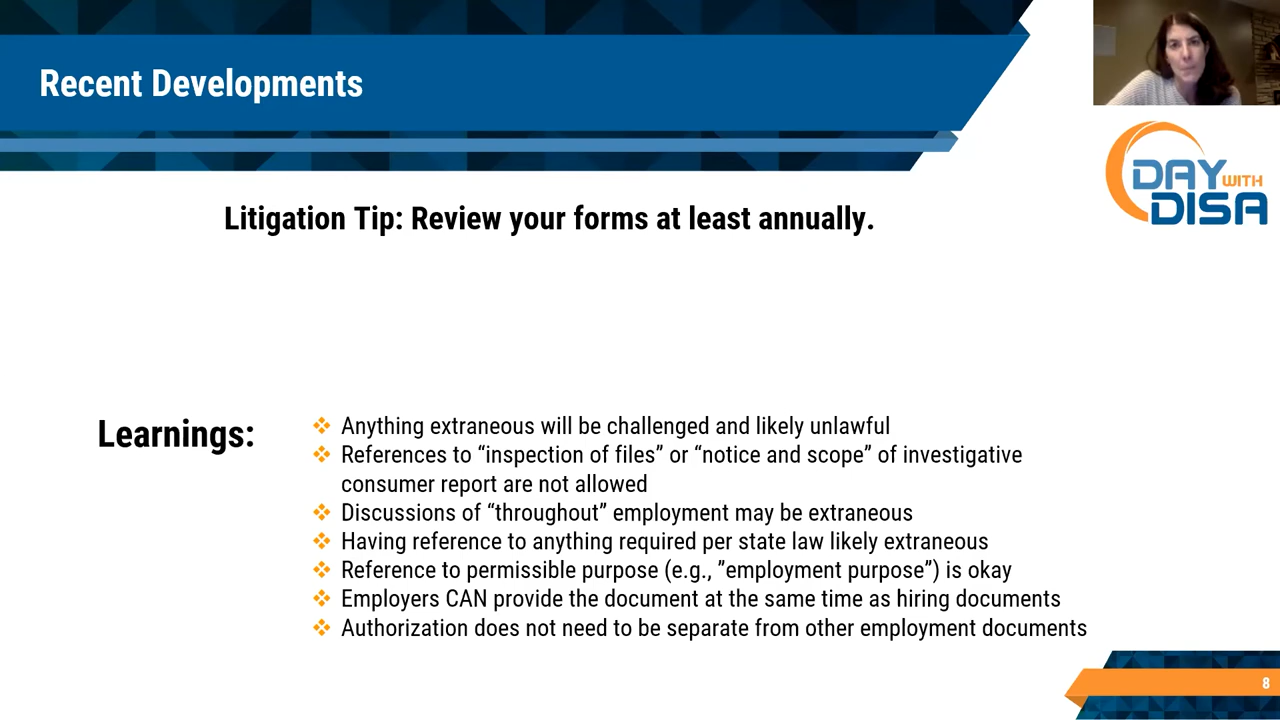 Recent Developments
DAY WITH
DISA
Litigation Tip: Review your forms at least annually.
Learnings:
❖ Anything extraneous will be challenged and likely unlawful
❖ References to “inspection of files” or “notice and scope” of investigative
consumer report are not allowed
❖ Discussions of “throughout” employment may be extraneous
❖ Having reference to anything required per state law likely extraneous
❖ Reference to permissible purpose (e.g., ”employment purpose”) is okay
❖ Employers CAN provide the document at the same time as hiring documents
❖ Authorization does not need to be separate from other employment documents
8